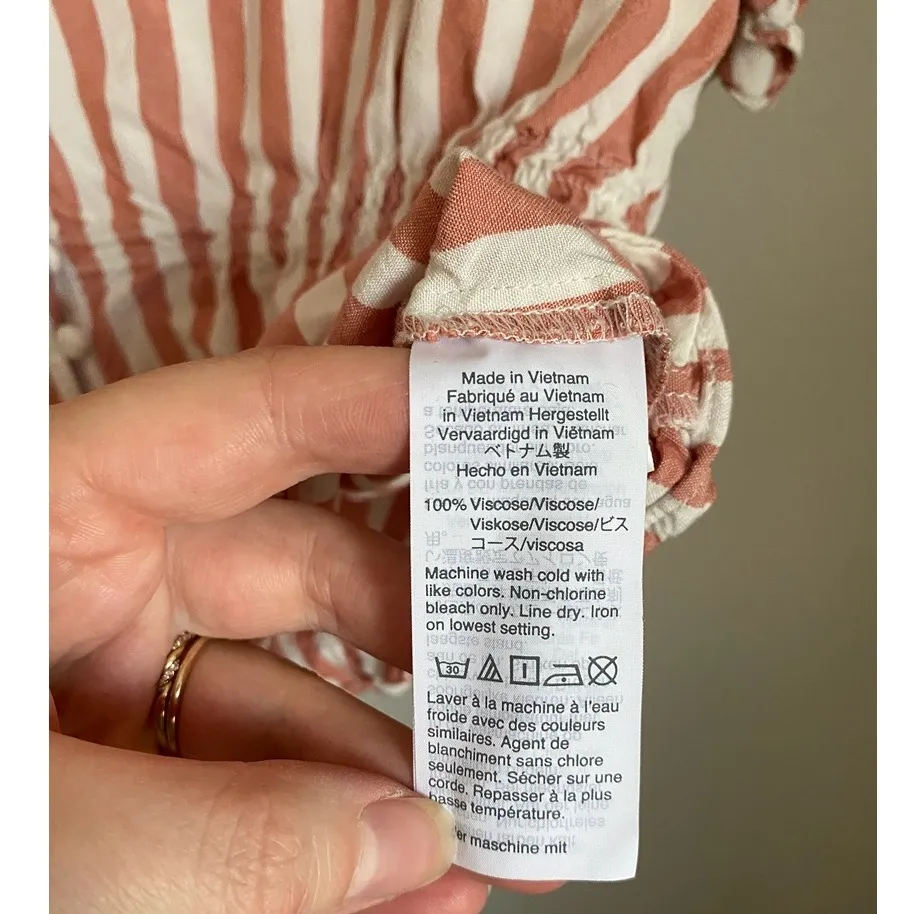 Made in Vietnam
Fabriqué au Vietnam
in Vietnam Hergestellt
Vervaardigd in Viëtnam
ベトナム製
Hecho en Vietnam
100% Viscose/Viscose/
Viskose/Viscose/ビス
コース/viscosa
Machine wash cold with
like colors. Non-chlorine
bleach only. Line dry. Iron
on lowest setting.
30
Laver à la machine à l'eau
froide avec des couleurs
similaires. Agent de
blanchiment sans chlore
seulement. Sécher sur une
corde. Repasser à la plus
basse température.
maschine mit